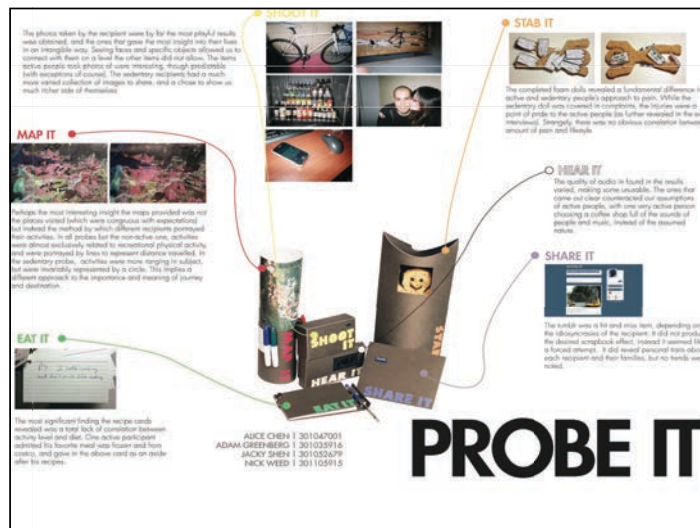 SHOOT IT
The photos taken by the recipient were by far the most playful results
were obtained, and the ones that gave the most insight into their lives
in an intangible way. Seeing faces and specific objects allowed us to
connect with them on a level the other items did not allow. The items
active people took photos of were interesting, though predictable
(with exceptions of course). The sedentary recipients had a much
more varied collection of images to share, and a chose to show us
much richer side of themselves
STAB IT
The completed foam dolls revealed a fundamental difference in
active and sedentary people's approach to pain. While the
sedentary doll was covered in complaints, the injuries were a
point of pride to the active people (as further revealed in the
interviews). Strangely, there was no obvious correlation between
amount of pain and lifestyle.
MAP IT
Perhaps the most interesting insight the maps provided was not
the places visited (which were congruous with expectations)
but instead the method by which different recipients portrayed
their activities. In all probes but the non-active one, activities
were almost exclusively related to recreational physical activity,
and were portrayed by lines to represent distance travelled. In
the sedentary probe, activities were more ranging in subject,
but were invariably represented by a circle. This implies a
different approach to the importance and meaning of journey
and destination.
HEAR IT
The quality of audio in found in the results
varied, making some unusable. The ones that
came out clear counteracted our assumptions
of active people, with one very active person
choosing a coffee shop full of the sounds of
people and music, instead of the assumed
nature.
SHARE IT
The tumblr was a hit and miss item, depending on
the idiosyncrasies of the recipient. It did not produce
the desired scrapbook effect, instead it seemed like
a forced attempt. It did reveal personal traits about
each recipient and their families, but no trends were
noted.
EAT IT
The most significant finding the recipe cards
revealed was a total lack of correlation between
activity level and diet. One active participant
admitted his favorite meal was frozen and from
costco, and gave in the above card as an aside
after his recipes.
MAP IT
SHOOT IT
HEAR IT
EAT IT
SHARE IT
STAB
ALICE CHEN | 301047001
ADAM GREENBERG | 301035916
JACKY SHEN | 301052679
NICK WEED | 301105915
PROBE IT